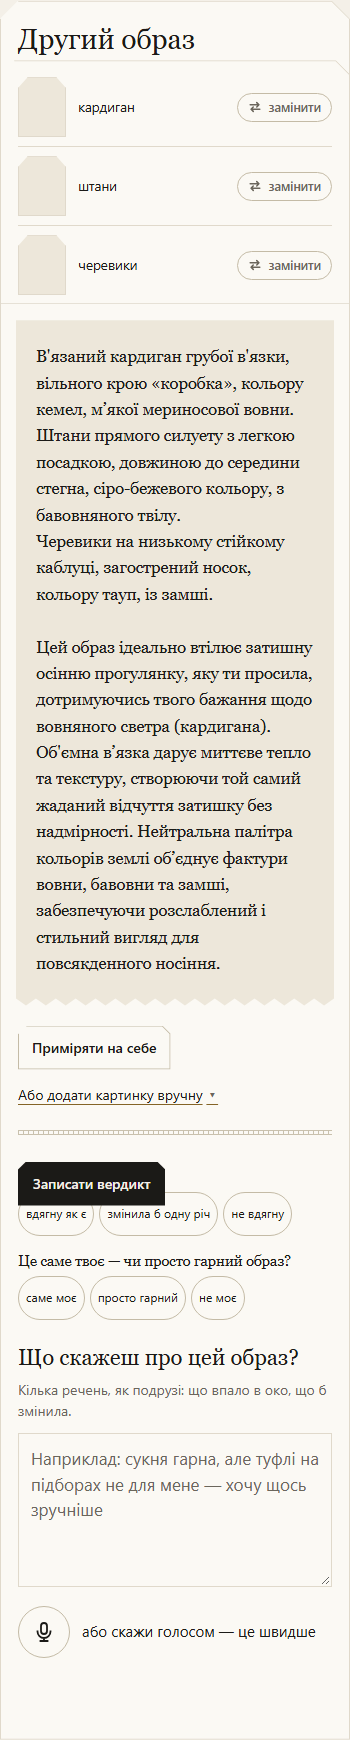 Другий образ
кардиган
замінити
штани
замінити
черевики
замінити
В'язаний кардиган грубої в'язки,
вільного крою «коробка», кольору
кемел, м’якої мериносової вовни.
Штани прямого силуету з легкою
посадкою, довжиною до середини
стегна, сіро-бежевого кольору, з
бавовняного твілу.
Черевики на низькому стійкому
каблуці, загострений носок,
кольору тауп, із замші.
Цей образ ідеально втілює затишну
осінню прогулянку, яку ти просила,
дотримуючись твого бажання щодо
вовняного светра (кардигана).
Об'ємна в’язка дарує миттєве тепло
та текстуру, створюючи той самий
жаданий відчуття затишку без
надмірності. Нейтральна палітра
кольорів землі об’єднує фактури
вовни, бавовни та замші,
забезпечуючи розслаблений і
стильний вигляд для
повсякденного носіння.
Приміряти на себе
Або додати картинку вручну
Записати вердикт
вдягну як є
змінила б одну річ
не вдягну
Це саме твоє — чи просто гарний образ?
саме моє
просто гарний
не моє
Що скажеш про цей образ?
Кілька речень, як подрузі: що впало в око, що б
змінила.
Наприклад: сукня гарна, але туфлі на
підборах не для мене — хочу щось
зручніше
або скажи голосом — це швидше